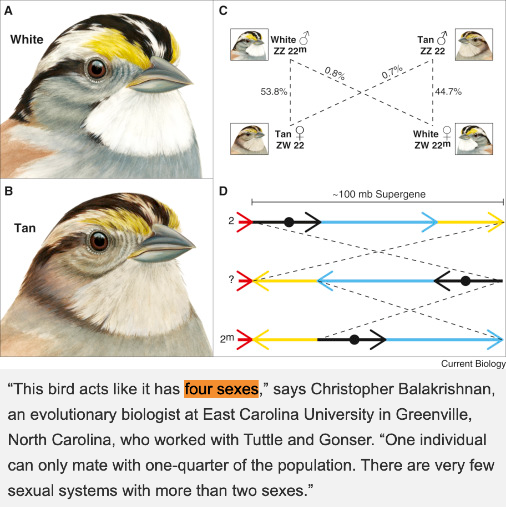 A
White
B
Tan
C
White ♂
ZZ 22ᵐ
Tan ♂
ZZ 22
0.8%
0.7%
53.8%
44.7%
Tan ♀
ZW 22
White ♀
ZW 22ᵐ
D
~100 mb Supergene
2
?
2ᵐ
Current Biology
“This bird acts like it has four sexes,” says Christopher Balakrishnan,
an evolutionary biologist at East Carolina University in Greenville,
North Carolina, who worked with Tuttle and Gonser. “One individual
can only mate with one-quarter of the population. There are very few
sexual systems with more than two sexes.”